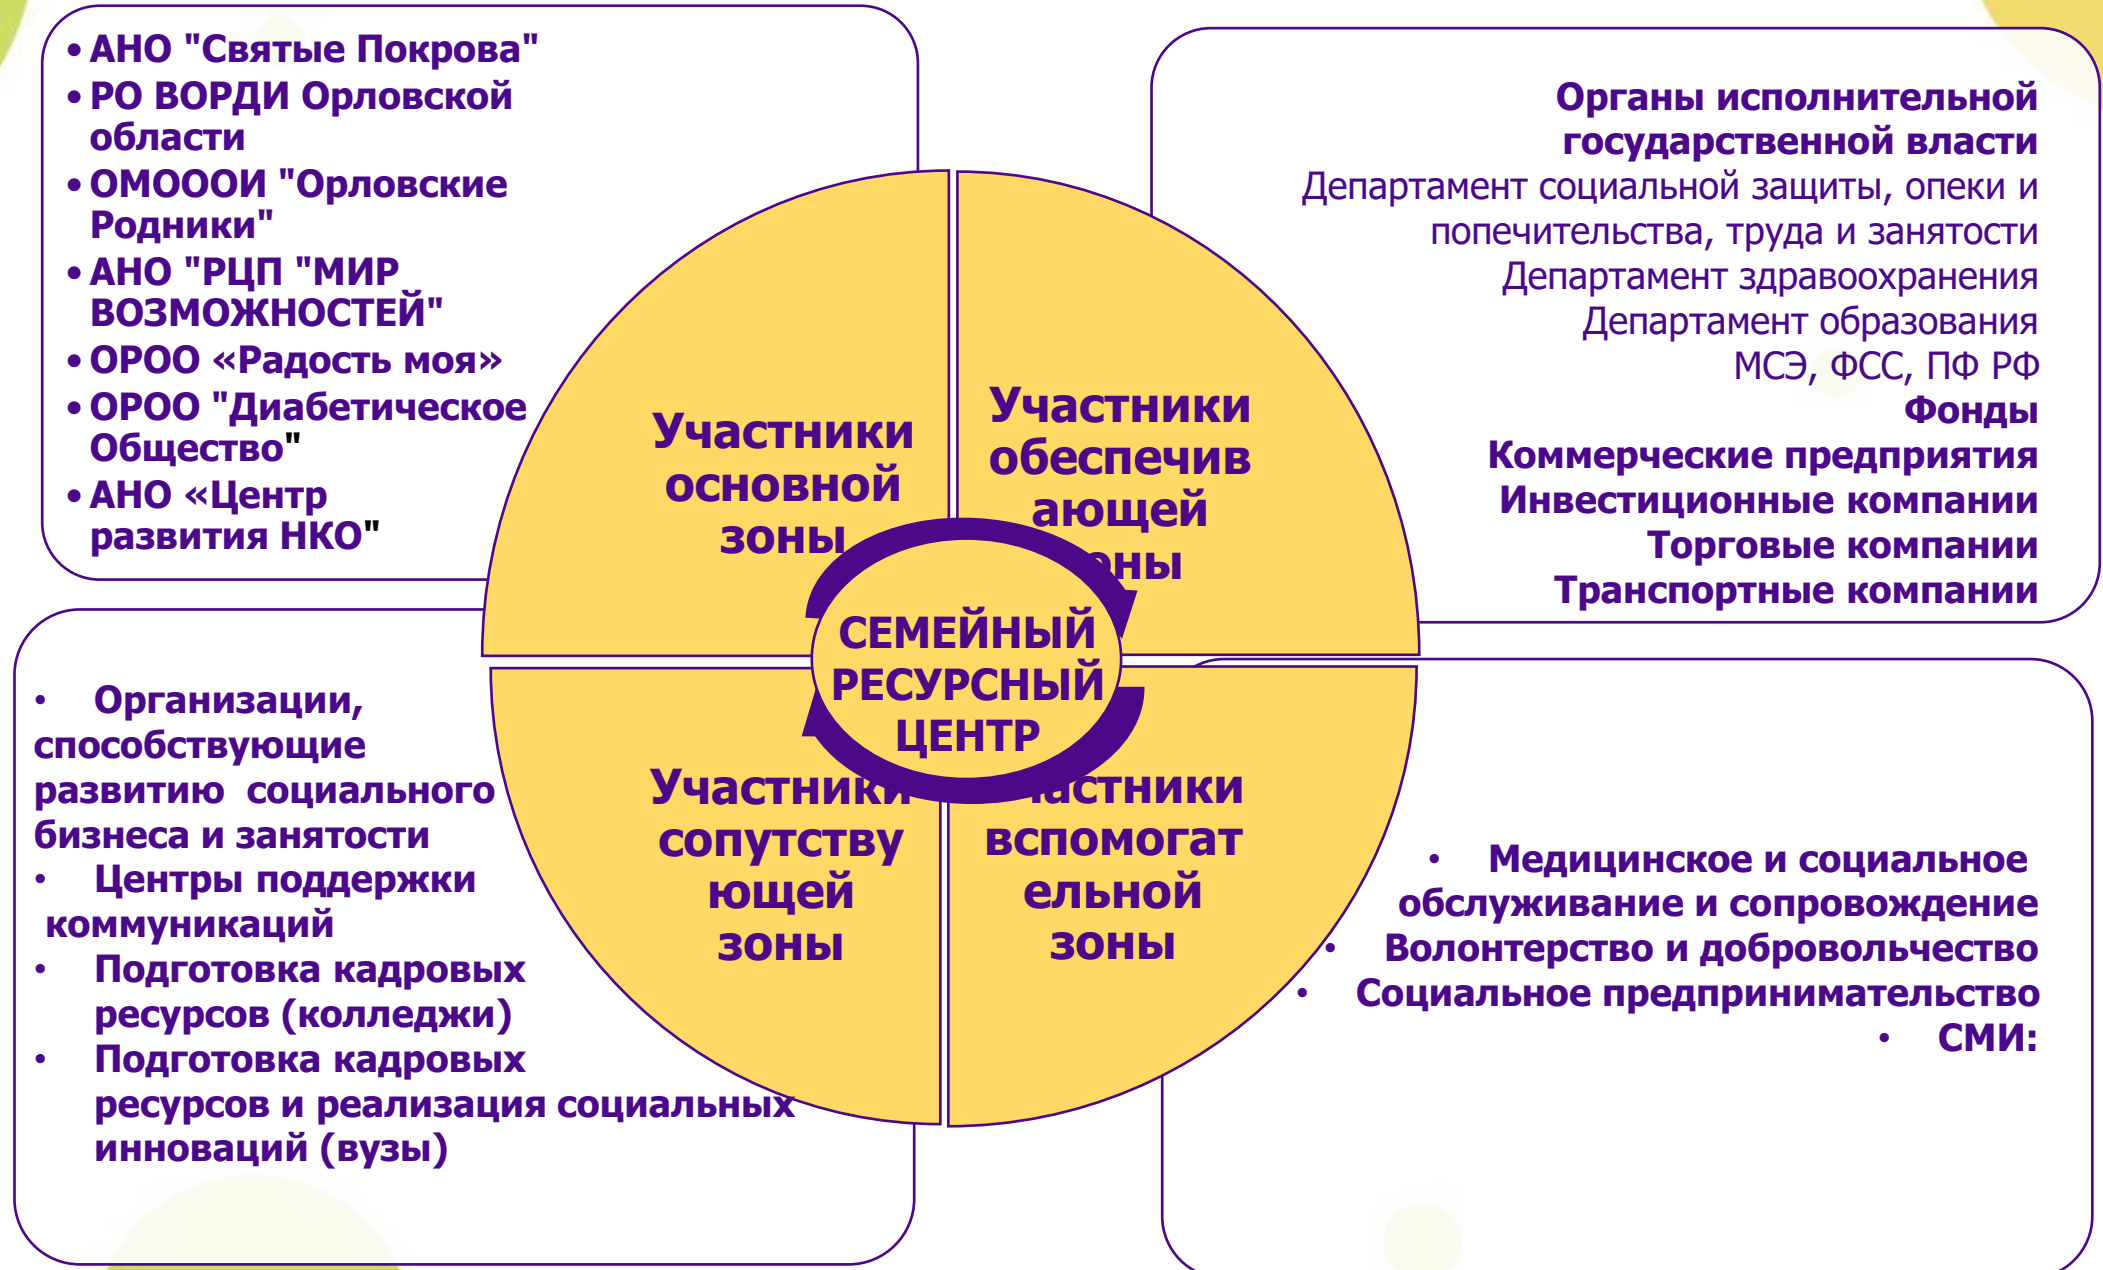 • АНО "Святые Покрова"
• РО ВОРДИ Орловской
области
• ОМОООИ "Орловские
Родники"
• АНО "РЦП "МИР
ВОЗМОЖНОСТЕЙ"
• ОРОО «Радость моя»
• ОРОО "Диабетическое
Общество"
• АНО «Центр
развития НКО"
Органы исполнительной
государственной власти
Департамент социальной защиты, опеки и
попечительства, труда и занятости
Департамент здравоохранения
Департамент образования
МСЭ, ФСС, ПФ РФ
Фонды
Коммерческие предприятия
Инвестиционные компании
Торговые компании
Транспортные компании
Участники
основной
зоны
Участники
обеспечив
ающей
СЕМЕЙНЫЙ
РЕСУРСНЫЙ
ЦЕНТР
Участники
сопутству
ющей
зоны
вспомогат
ельной
зоны
• Организации,
способствующие
развитию социального
бизнеса и занятости
• Центры поддержки
коммуникаций
• Подготовка кадровых
ресурсов (колледжи)
• Подготовка кадровых
ресурсов и реализация социальных
инноваций (вузы)
• Медицинское и социальное
обслуживание и сопровождение
• Волонтерство и добровольчество
• Социальное предпринимательство
• СМИ: